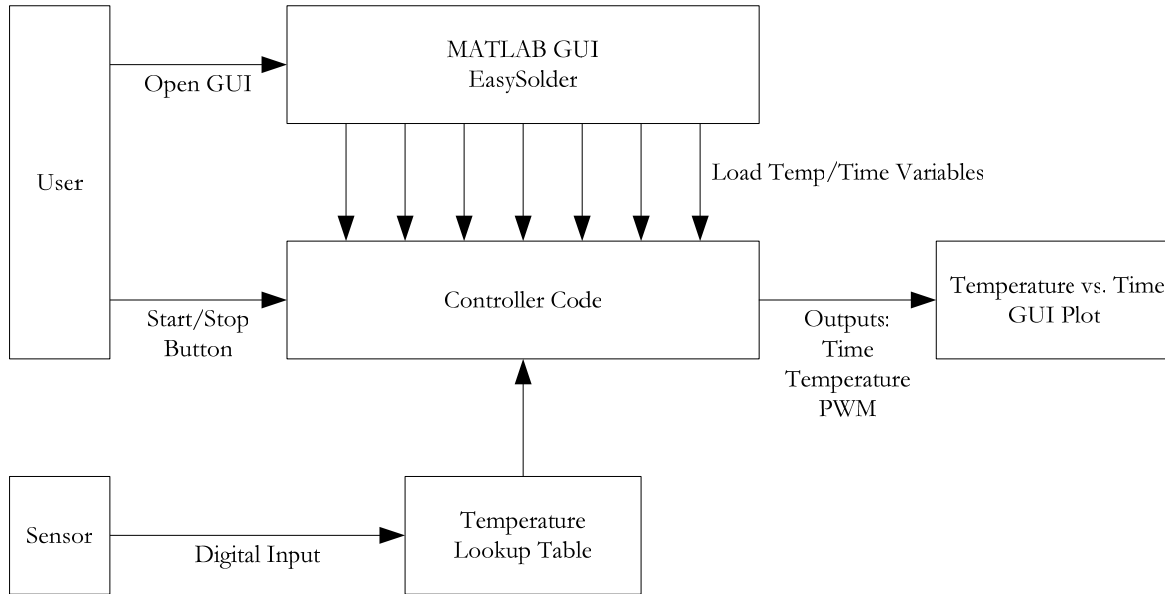 MATLAB GUI
EasySolder
Open GUI
User
Load Temp/Time Variables
Controller Code
Start/Stop
Button
Outputs:
Time
Temperature
PWM
Temperature vs. Time
GUI Plot
Sensor
Digital Input
Temperature
Lookup Table